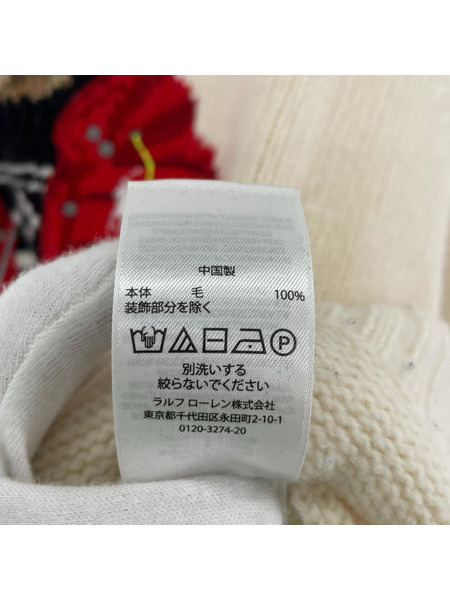 中国製
本体 毛 100%
装飾部分を除く
別洗いする
絞らないでください
ラルフ ローレン株式会社
東京都千代田区永田町2-10-1
0120-3274-20